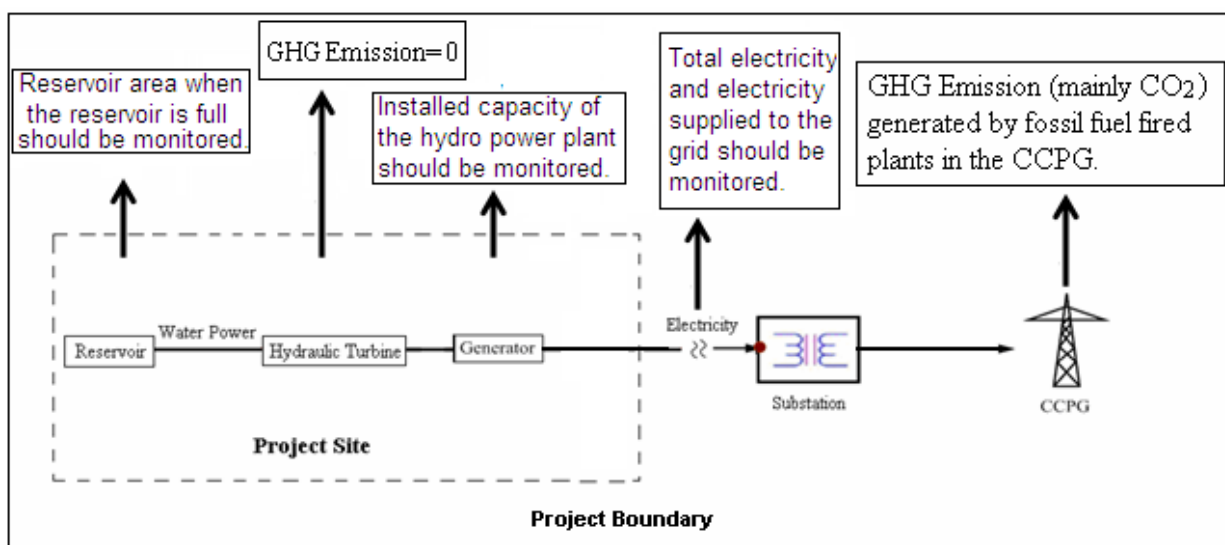 GHG Emission=0
Reservoir area when
the reservoir is full
should be monitored.
Installed capacity of
the hydro power plant
should be monitored.
Total electricity
and electricity
supplied to the
grid should be
monitored.
GHG Emission (mainly CO2)
generated by fossil fuel fired
plants in the CCPG.
Reservoir
Water Power
Hydraulic Turbine
Generator
Electricity
Substation
CCPG
Project Site
Project Boundary